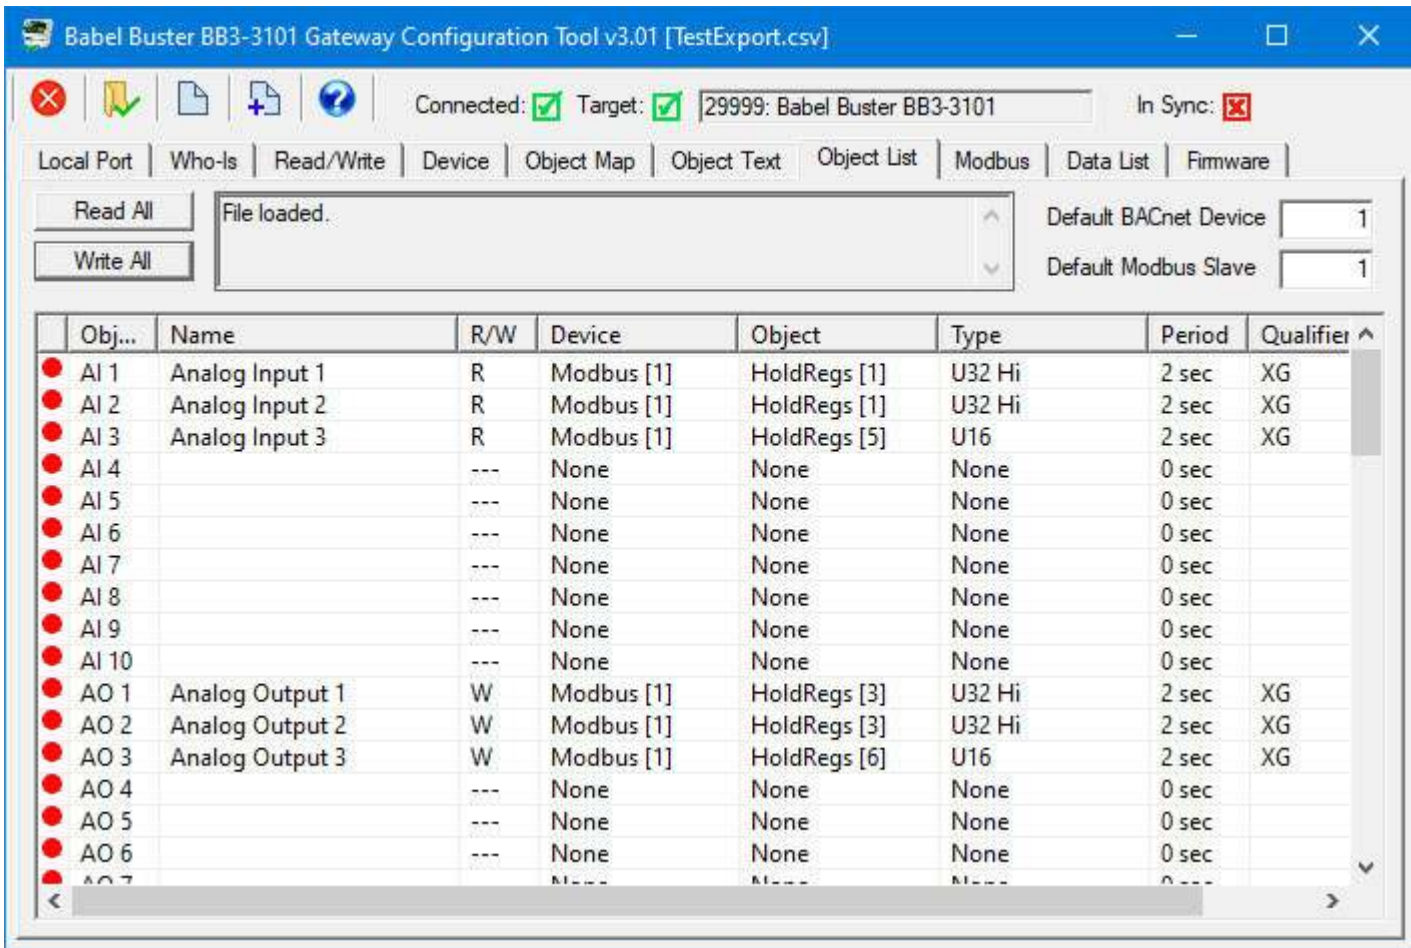 Babel Buster BB3-3101 Gateway Configuration Tool v3.01 [TestExport.csv]
Connected: Target: 29999: Babel Buster BB3-3101 In Sync:
Local Port Who-Is Read/Write Device Object Map Object Text Object List Modbus Data List Firmware
Read All File loaded. Default BACnet Device 1
Write All Default Modbus Slave 1
Obj... Name R/W Device Object Type Period Qualifier
AI 1 Analog Input 1 R Modbus [1] HoldRegs [1] U32 Hi 2 sec XG
AI 2 Analog Input 2 R Modbus [1] HoldRegs [1] U32 Hi 2 sec XG
AI 3 Analog Input 3 R Modbus [1] HoldRegs [5] U16 2 sec XG
AI 4 --- None None None 0 sec
AI 5 --- None None None 0 sec
AI 6 --- None None None 0 sec
AI 7 --- None None None 0 sec
AI 8 --- None None None 0 sec
AI 9 --- None None None 0 sec
AI 10 --- None None None 0 sec
AO 1 Analog Output 1 W Modbus [1] HoldRegs [3] U32 Hi 2 sec XG
AO 2 Analog Output 2 W Modbus [1] HoldRegs [3] U32 Hi 2 sec XG
AO 3 Analog Output 3 W Modbus [1] HoldRegs [6] U16 2 sec XG
AO 4 --- None None None 0 sec
AO 5 --- None None None 0 sec
AO 6 --- None None None 0 sec